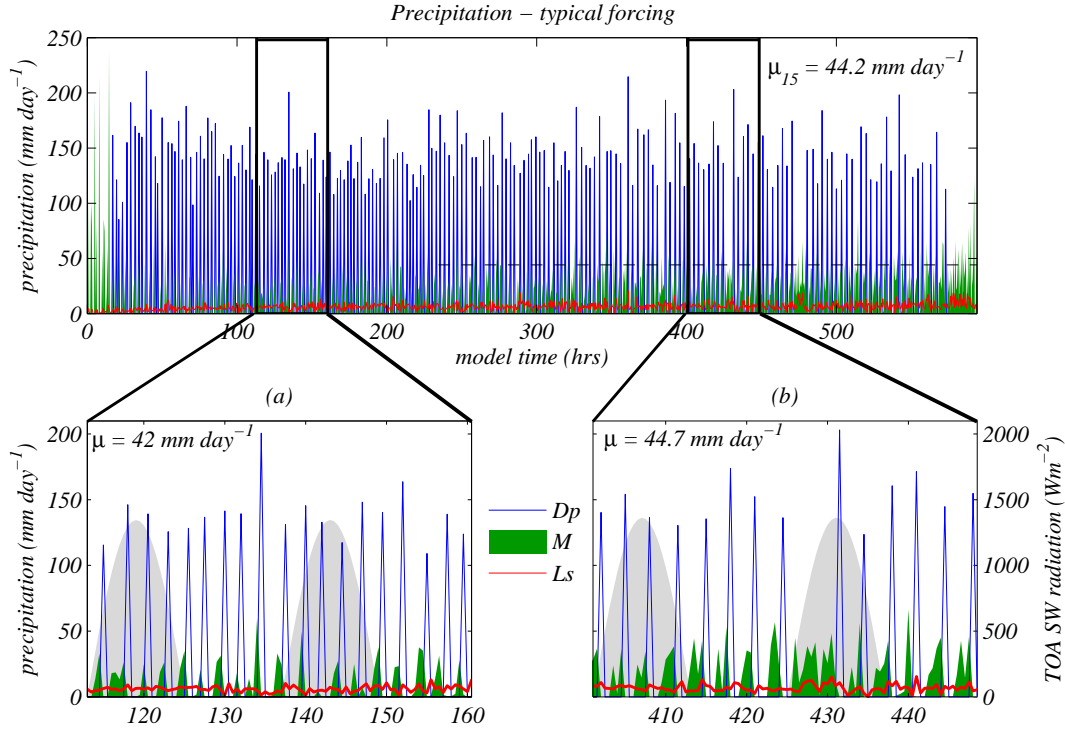 Precipitation – typical forcing
precipitation (mm day⁻¹)
250
200
150
100
50
0
μ₁₅ = 44.2 mm day⁻¹
0 100 200 300 400 500
model time (hrs)
(a)
(b)
precipitation (mm day⁻¹)
200
150
100
50
0
μ = 42 mm day⁻¹
120 130 140 150 160
Dp
M
Ls
μ = 44.7 mm day⁻¹
410 420 430 440
2000
1500
1000
500
0
TOA SW radiation (Wm⁻²)